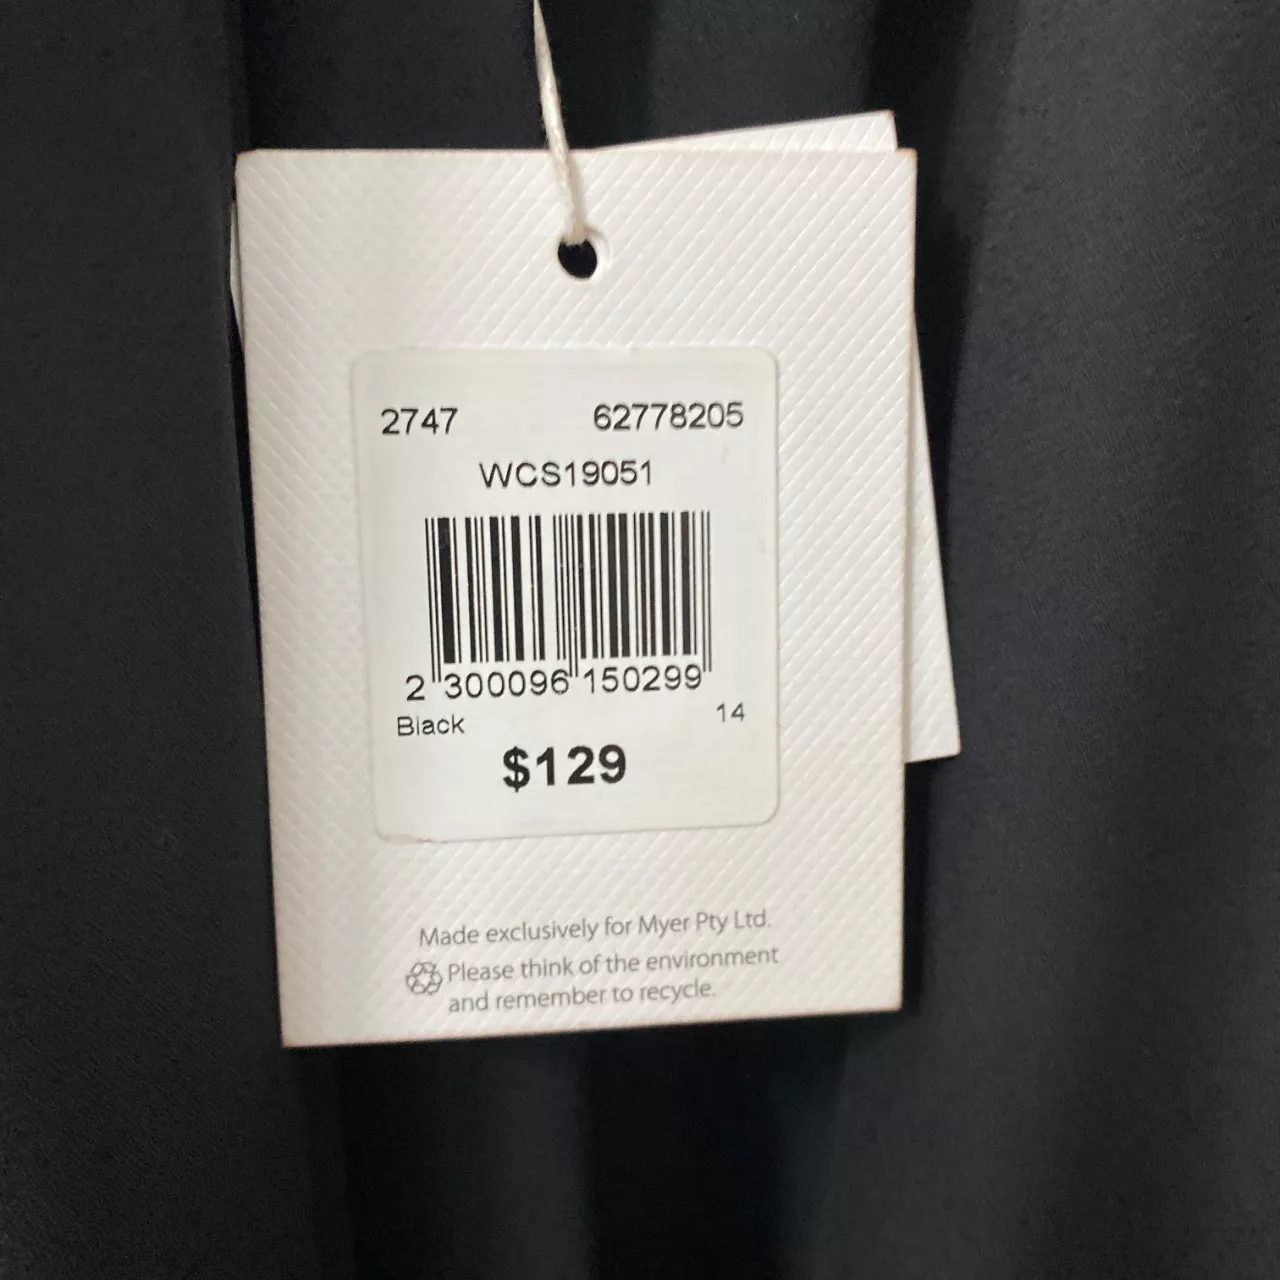 2747 62778205
WCS19051
2 300096 150299
Black 14
$129
Made exclusively for Myer Pty Ltd.
Please think of the environment
and remember to recycle.